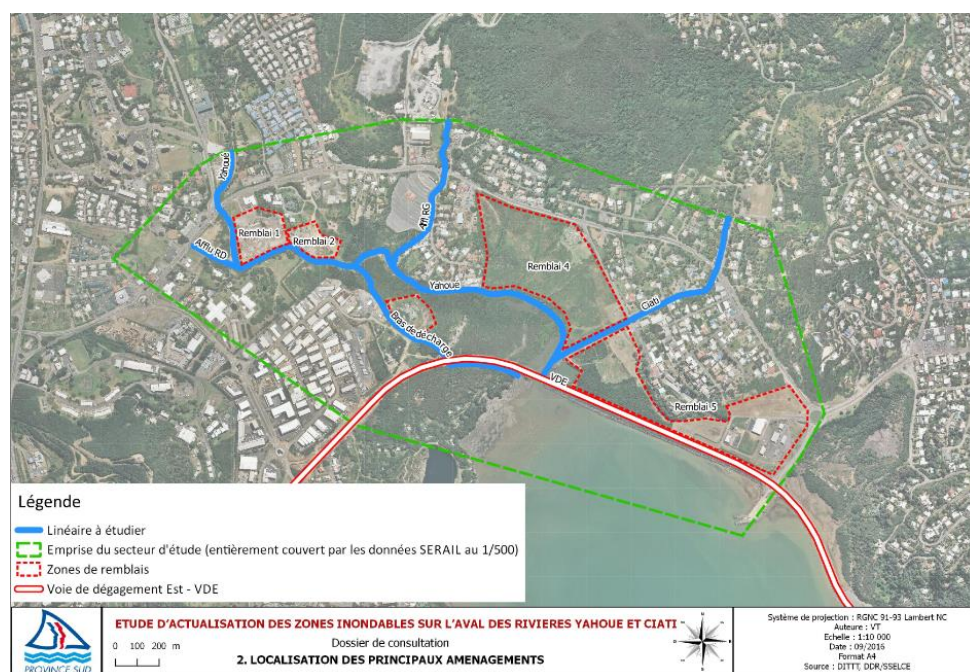 Yahoué
Affl RG
Remblai 1
Remblai 2
Afflu RD
Remblai 4
Yahoué
Ciati
Bras de décharge
VDE
Remblai 5
Légende
Linéaire à étudier
Emprise du secteur d'étude (entièrement couvert par les données SERAIL au 1/500)
Zones de remblais
Voie de dégagement Est - VDE
PROVINCE SUD
0 100 200 m
ETUDE D'ACTUALISATION DES ZONES INONDABLES SUR L'AVAL DES RIVIERES YAHOUE ET CIATI
Dossier de consultation
2. LOCALISATION DES PRINCIPAUX AMENAGEMENTS
Système de projection : RGNC 91-93 Lambert NC
Auteure : VT
Echelle : 1:10 000
Date : 09/2016
Format A4
Source : DITTT, DDR/SSELCE